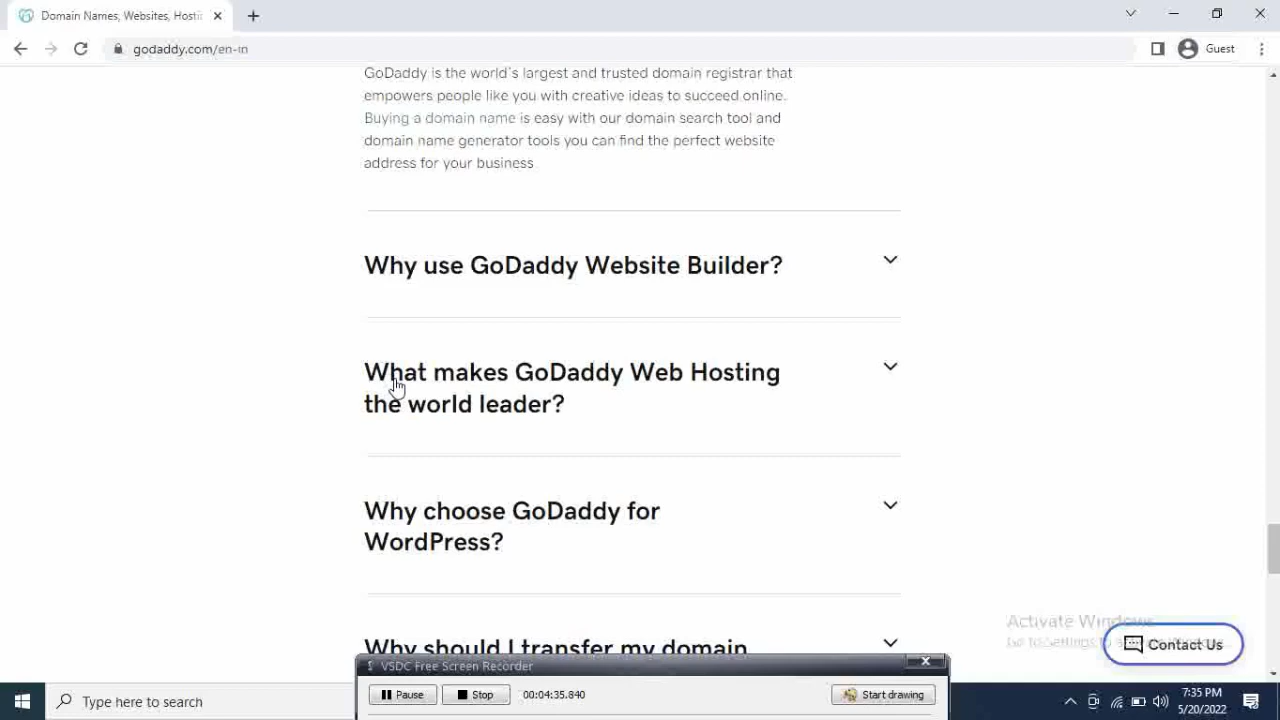 Domain Names, Websites, Hosti
godaddy.com/en-in
Guest
GoDaddy is the world's largest and trusted domain registrar that
empowers people like you with creative ideas to succeed online.
Buying a domain name is easy with our domain search tool and
domain name generator tools you can find the perfect website
address for your business
Why use GoDaddy Website Builder?
What makes GoDaddy Web Hosting
the world leader?
Why choose GoDaddy for
WordPress?
Why should I transfer my domain
Activate Windows
Go to Settings to
Contact Us
VSDC Free Screen Recorder
Pause
Stop
00:04:35.840
Start drawing
Type here to search
7:35 PM
5/20/2022